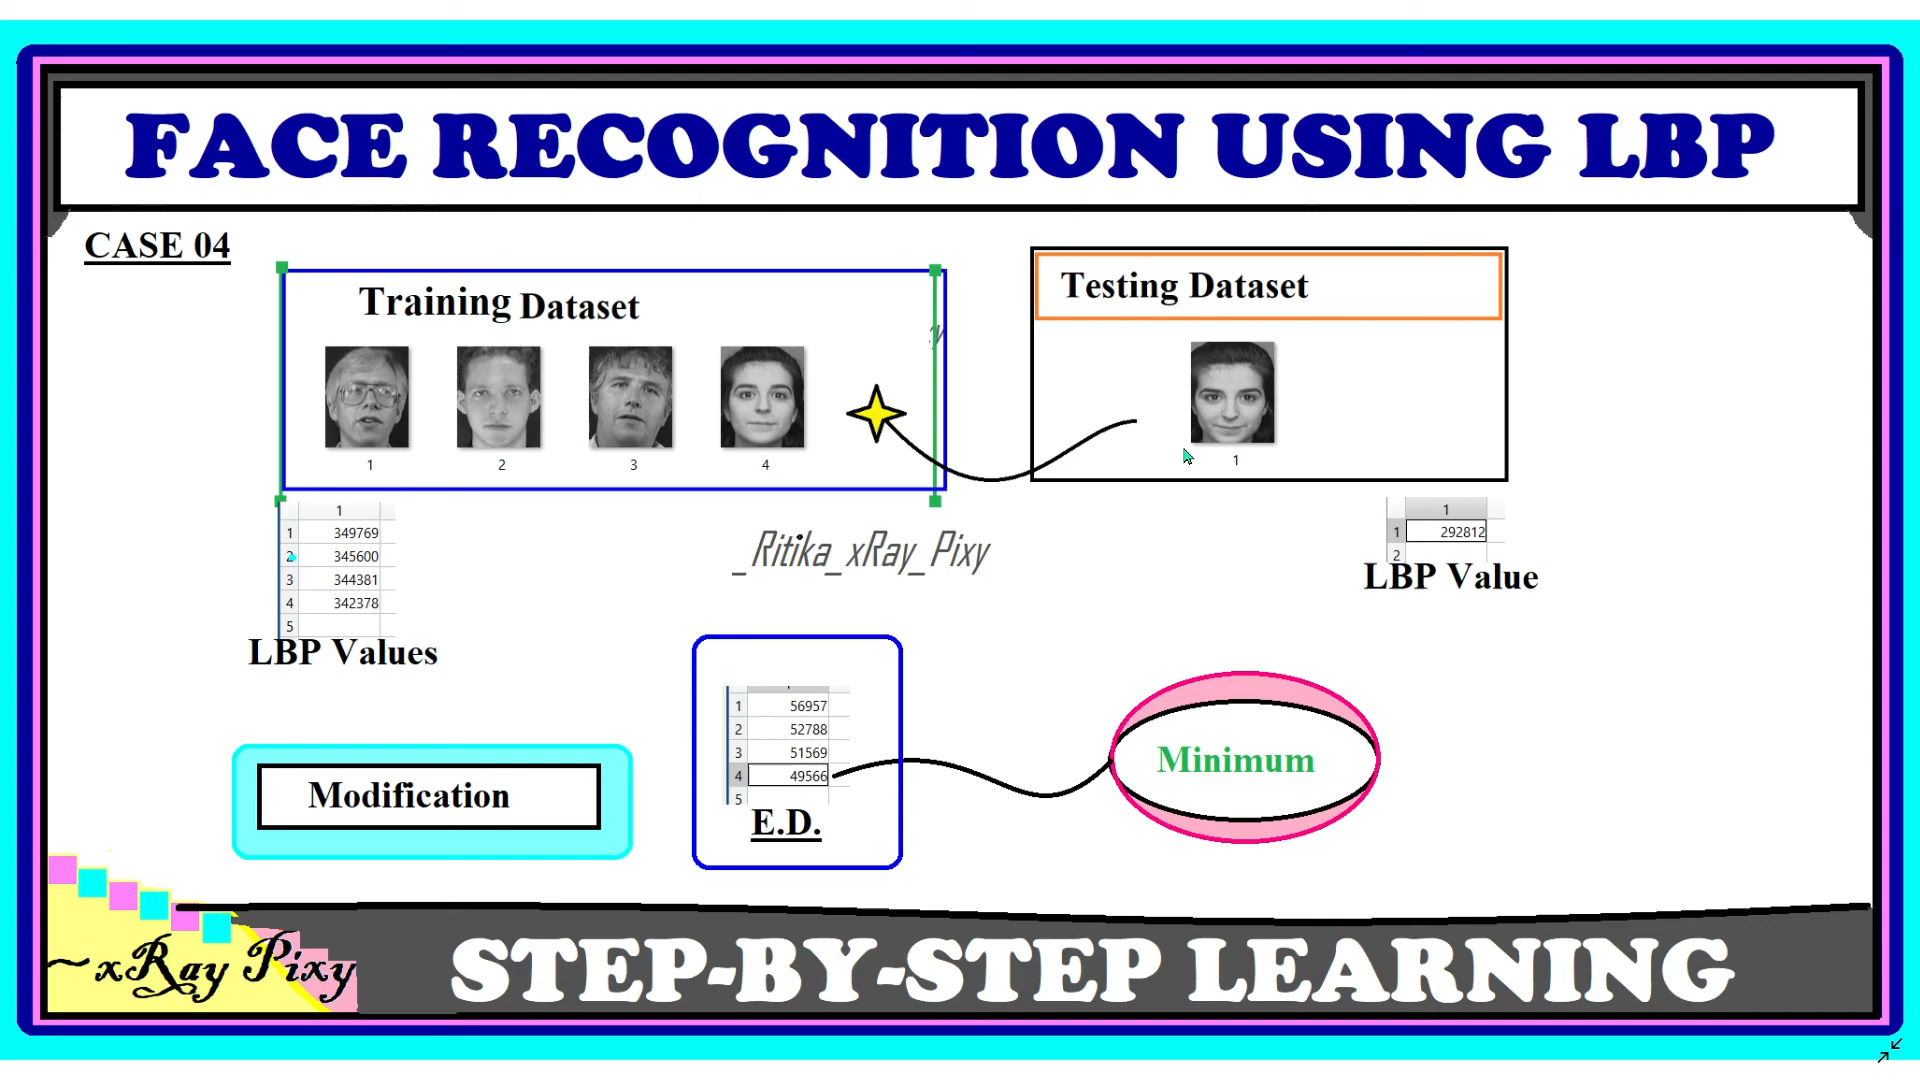 FACE RECOGNITION USING LBP
CASE 04
Training Dataset
1 2 3 4
Testing Dataset
1
1
1 349769
2 345600
3 344381
4 342378
5
LBP Values
_Ritika_xRay_Pixy
1
1 292812
2
LBP Value
1 56957
2 52788
3 51569
4 49566
5
E.D.
Minimum
Modification
~xRay Pixy
STEP-BY-STEP LEARNING